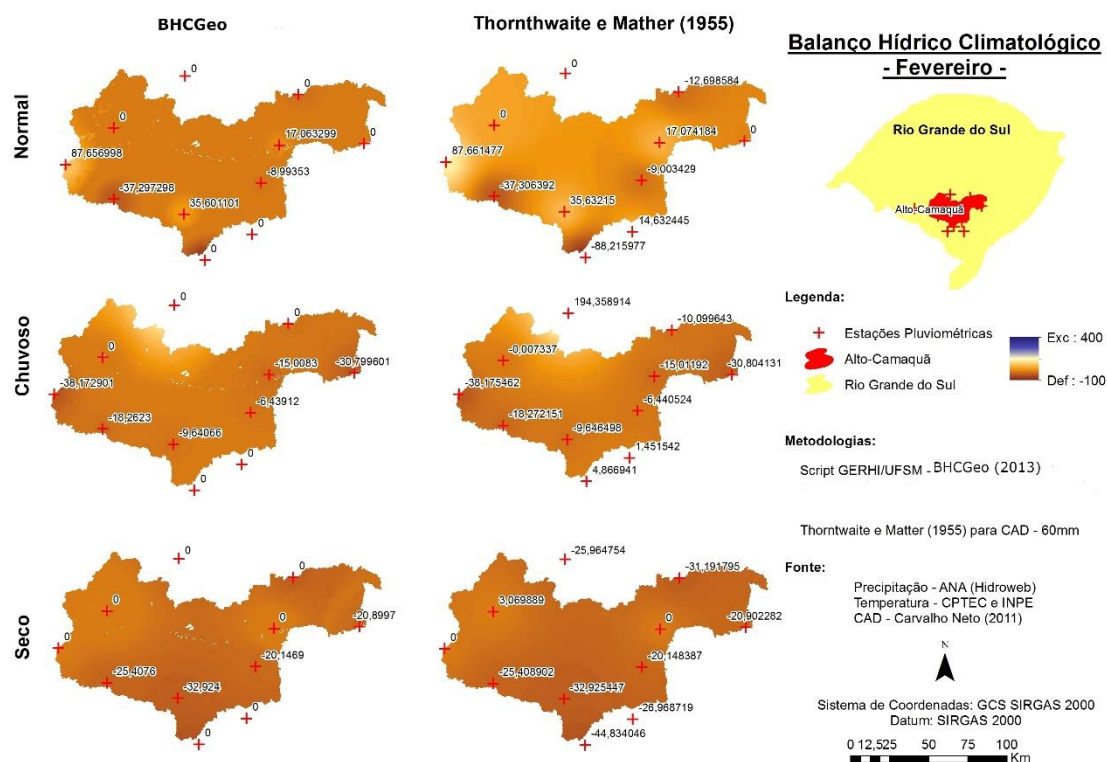 BHCGeo
Thornthwaite e Mather (1955)
Balanço Hídrico Climatológico
- Fevereiro -
Normal
0
0
0
17,063299
0
87,656998
-8,99353
-37,297298
35,601101
0
0
0
-12,698584
0
17,074184
0
87,661477
-9,003429
-37,306392
35,63215
14,632445
-88,215977
Rio Grande do Sul
Alto-Camaquã
Chuvoso
0
0
0
-15,0083
-30,799601
-38,172901
-6,43912
-18,2623
-9,64066
0
0
194,358914
-10,099643
-0,007337
-15,01192
-30,804131
-38,175462
-6,440524
-18,272151
-9,646498
1,451542
4,866941
Legenda:
Estações Pluviométricas
Alto-Camaquã
Rio Grande do Sul
Exc : 400
Def : -100
Metodologias:
Script GERHI/UFSM - BHCGeo (2013)
Thorntwaite e Matter (1955) para CAD - 60mm
Seco
0
0
0
0
-20,8997
0
-20,1469
-25,4076
-32,924
0
0
-25,964754
-31,191795
3,069889
0
-20,902282
0
-20,148387
-25,408902
-32,925447
-26,968719
-44,834046
Fonte:
Precipitação - ANA (Hidroweb)
Temperatura - CPTEC e INPE
CAD - Carvalho Neto (2011)
N
Sistema de Coordenadas: GCS SIRGAS 2000
Datum: SIRGAS 2000
0 12,525 50 75 100
Km